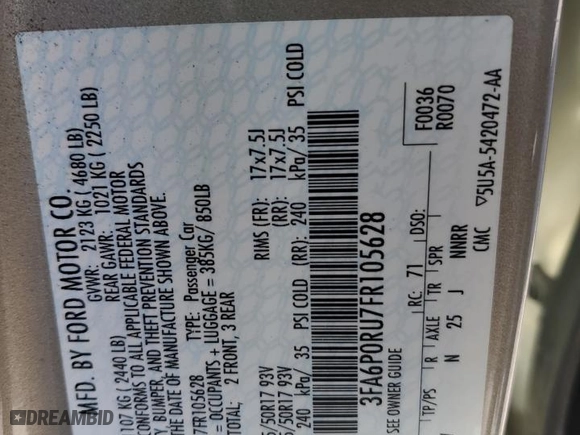 MFD. BY FORD MOTOR CO.
GVWR: 2123 KG ( 4680 LB)
107 KG ( 2440 LB) REAR GAWR: 1021 KG ( 2250 LB)
CONFORMS TO ALL APPLICABLE FEDERAL MOTOR
Y, BUMPER, AND THEFT PREVENTION STANDARDS
THE DATE OF MANUFACTURE SHOWN ABOVE.
7FR105628 TYPE: Passenger Car
OCCUPANTS + LUGGAGE = 385KG/ 850LB
TOTAL: 2 FRONT, 3 REAR
5/50R17 93V RIMS (FR): 17x7.5J
5/50R17 93V (RR): 17x7.5J
240 kPa/ 35 PSI COLD (RR): 240 kPa/ 35 PSI COLD
3FA6P0RU7FR105628
F0036
R0070
SEE OWNER GUIDE
RC: 71 DSO:
TP/PS R AXLE TR SPR
N 25 J NNRR
CMC ▽5U5A-5420472-AA
DREAMBID